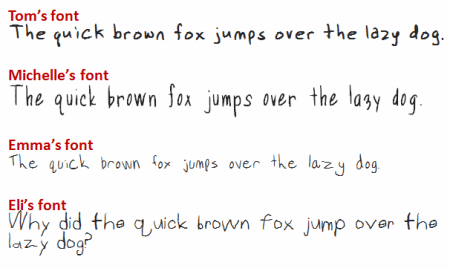 Tom's font
The quick brown fox jumps over the lazy dog.
Michelle's font
The quick brown fox jumps over the lazy dog.
Emma's font
The quick brown fox jumps over the lazy dog.
Eli's font
Why did the quick brown fox jump over the
lazy dog?